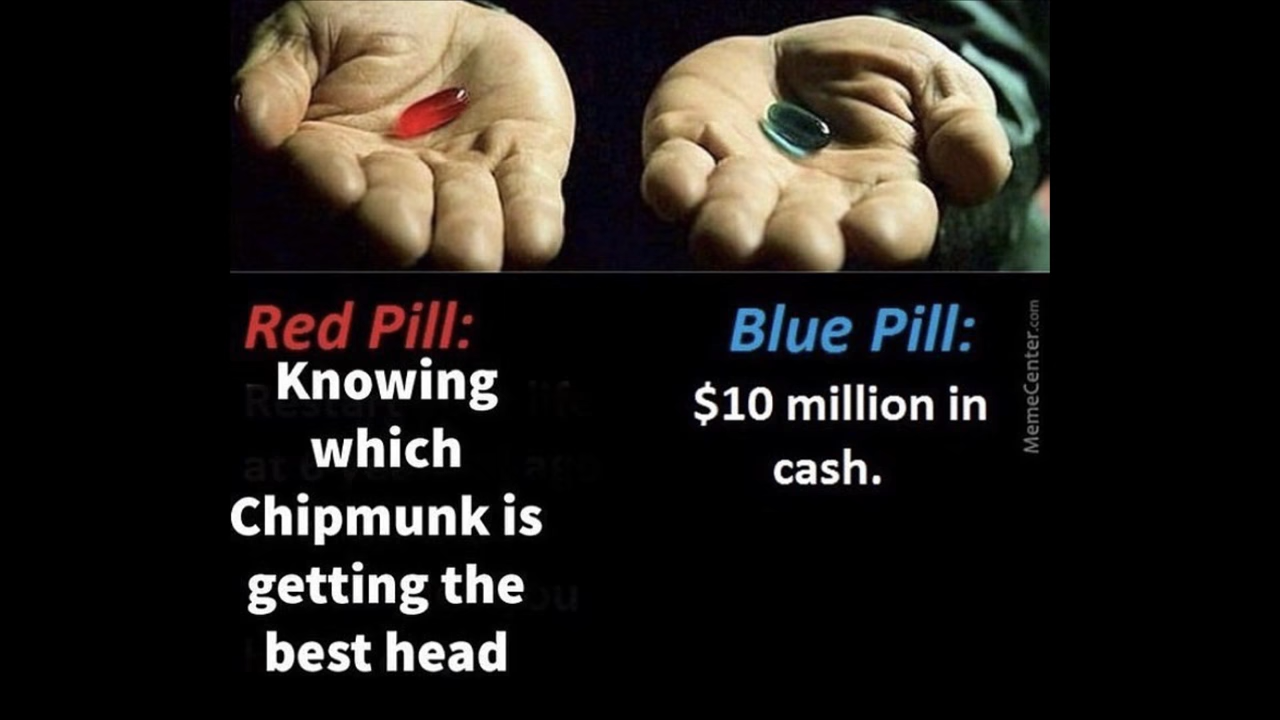 Red Pill:
Knowing
which
Chipmunk is
getting the
best head
Blue Pill:
$10 million in
cash.
MemeCenter.com